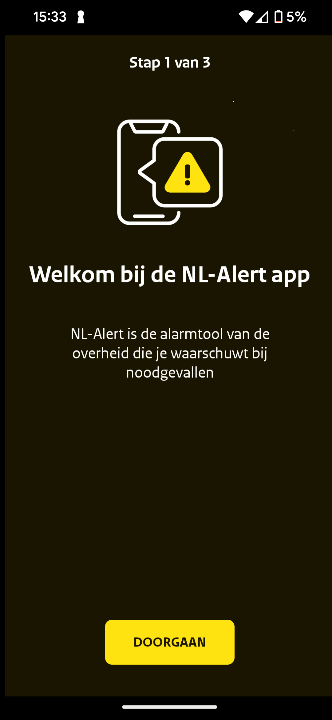 15:33 5%
Stap 1 van 3
Welkom bij de NL-Alert app
NL-Alert is de alarmtool van de
overheid die je waarschuwt bij
noodgevallen
DOORGAAN